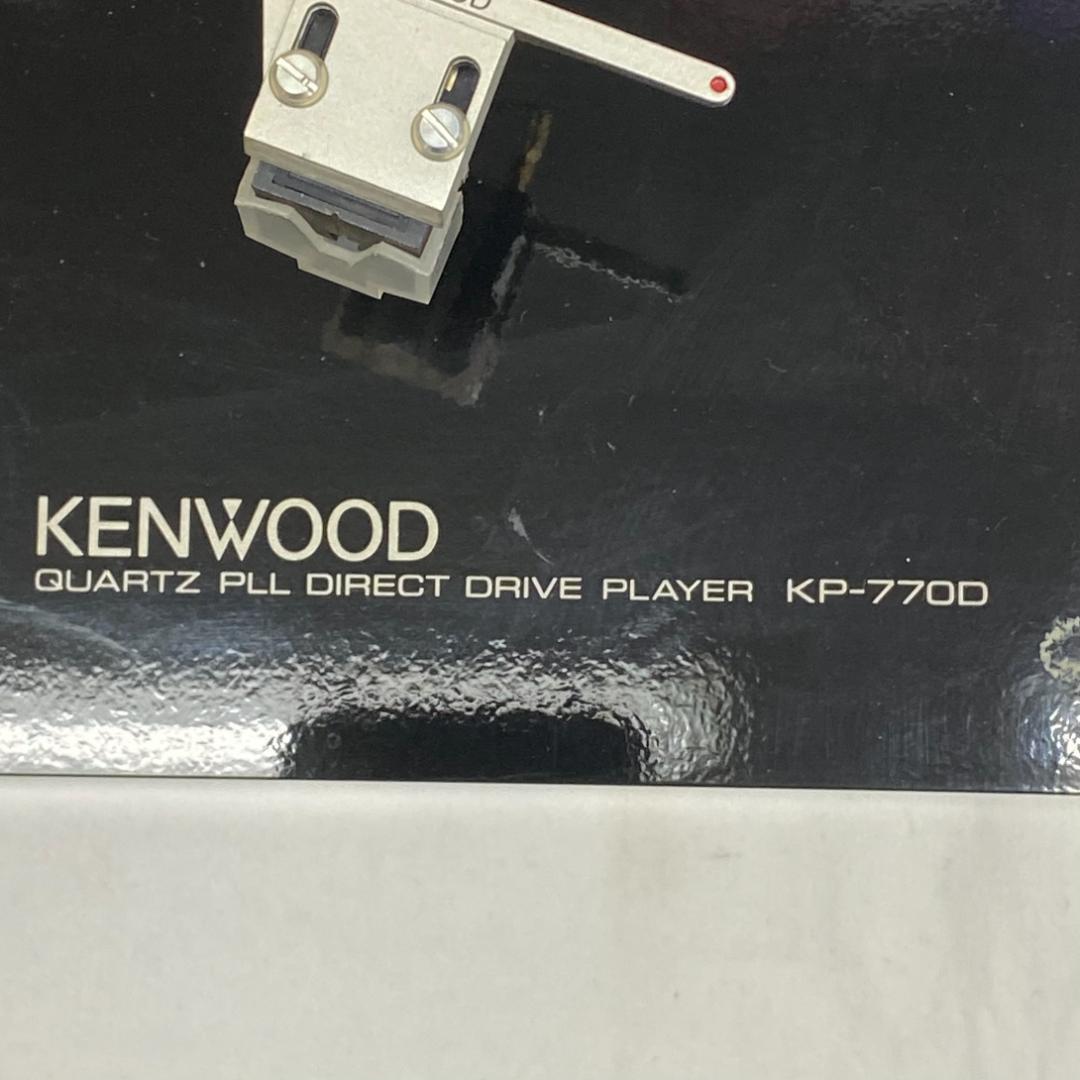 KENWOOD
QUARTZ PLL DIRECT DRIVE PLAYER KP-770D